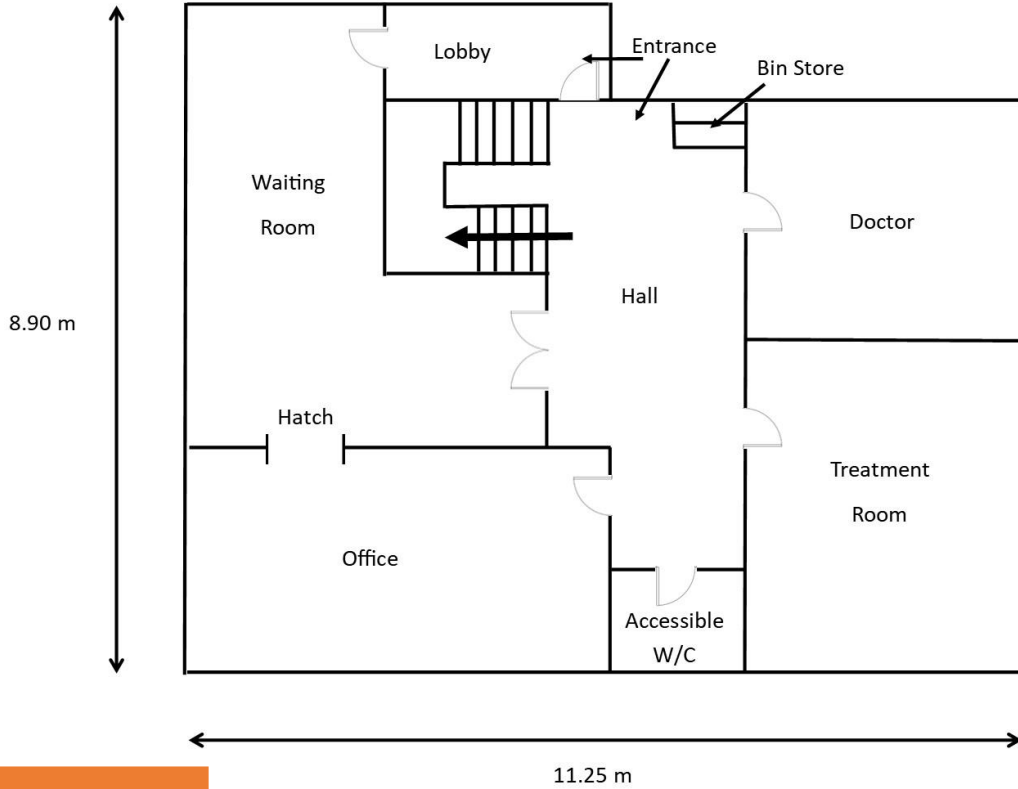 Lobby
Entrance
Bin Store
Waiting
Room
Doctor
Hall
8.90 m
Hatch
Treatment
Room
Office
Accessible
W/C
11.25 m